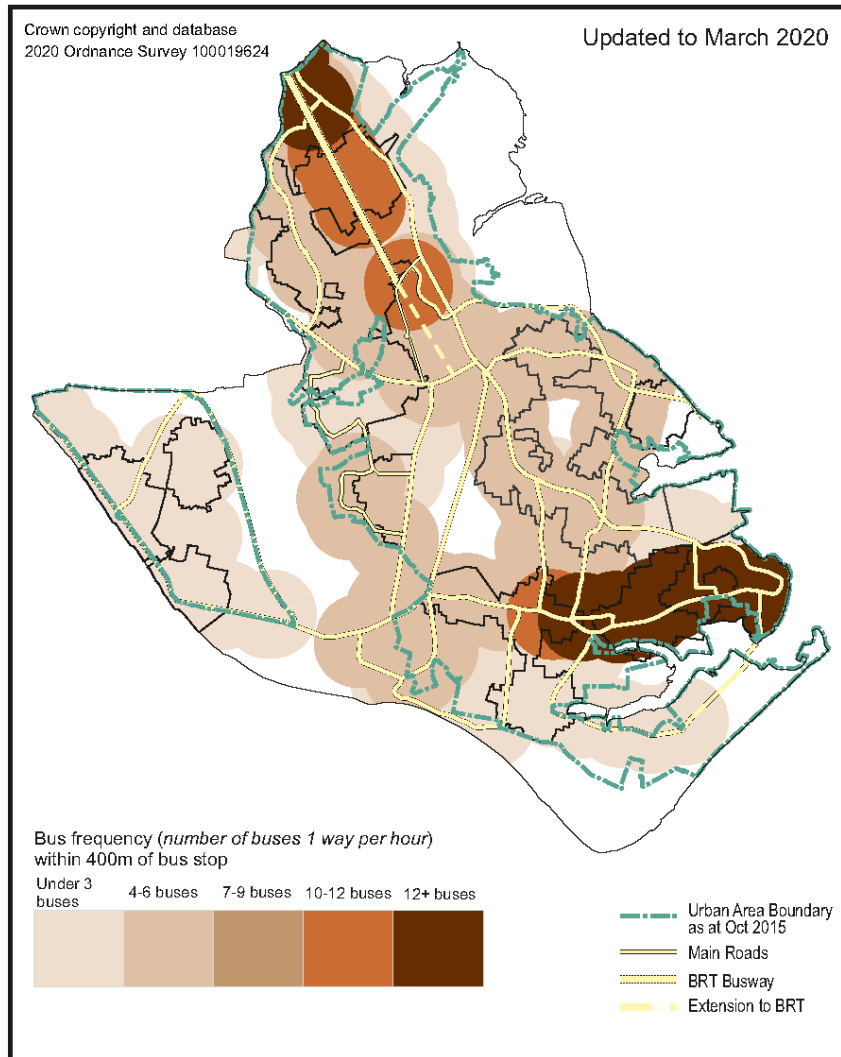 Crown copyright and database
2020 Ordnance Survey 100019624
Updated to March 2020
Bus frequency (number of buses 1 way per hour)
within 400m of bus stop
Under 3
buses
4-6 buses
7-9 buses
10-12 buses
12+ buses
Urban Area Boundary
as at Oct 2015
Main Roads
BRT Busway
Extension to BRT